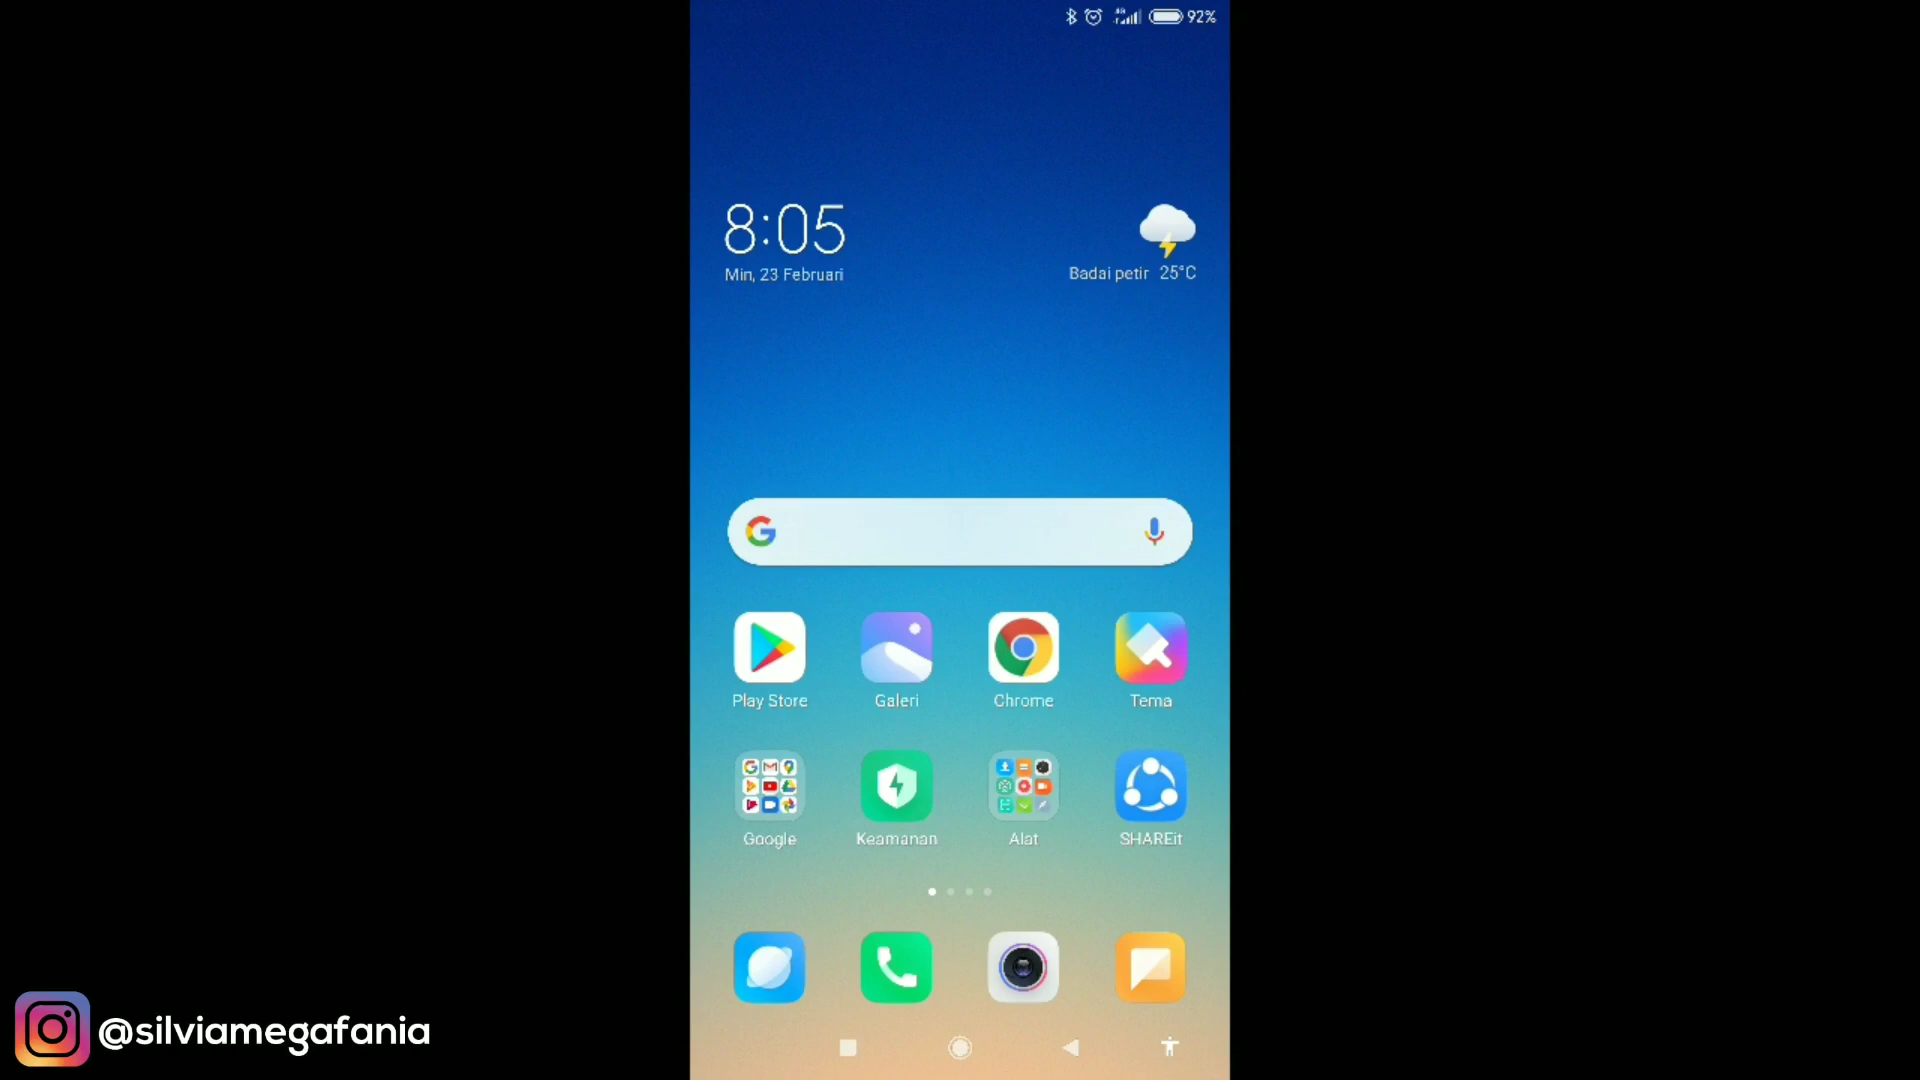 92%
8:05
Min, 23 Februari
Badai petir 25°C
Play Store
Galeri
Chrome
Tema
Google
Keamanan
Alat
SHAREit
@silviamegafania